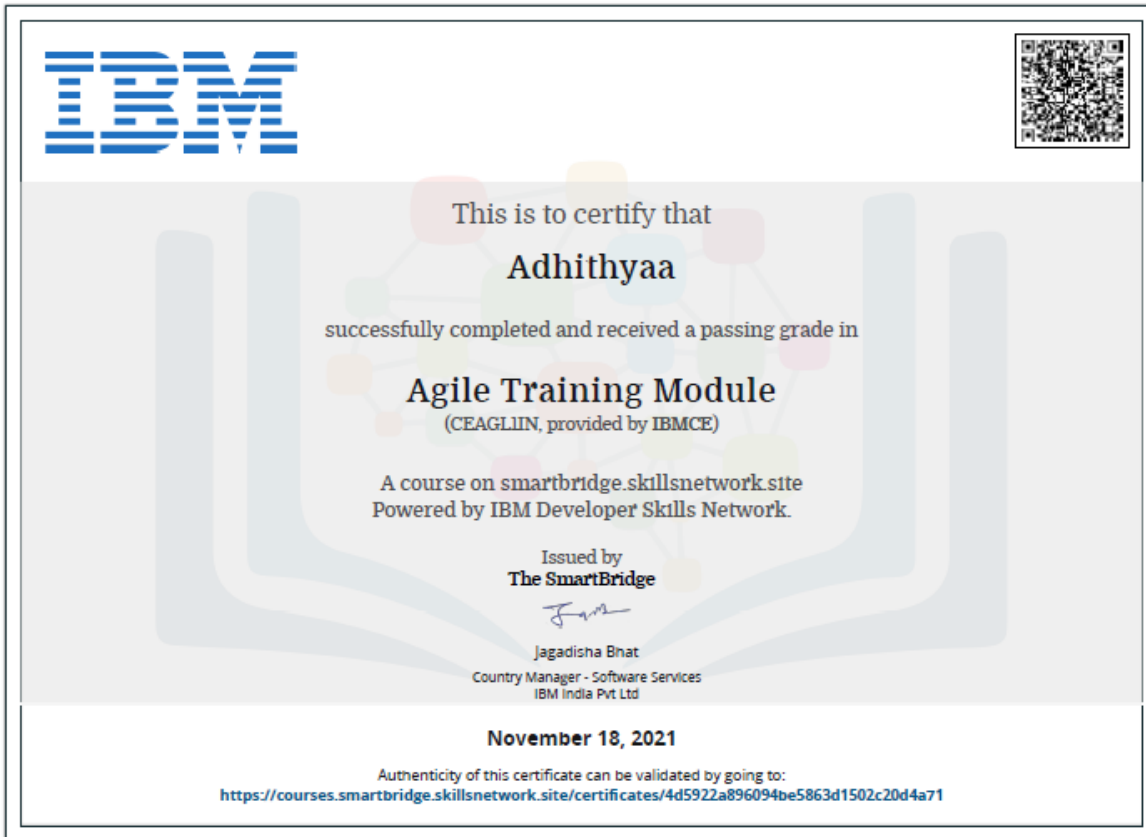 IBM
This is to certify that
Adhithyaa
successfully completed and received a passing grade in
Agile Training Module
(CEAGL1IN, provided by IBMCE)
A course on smartbridge.skillsnetwork.site
Powered by IBM Developer Skills Network.
Issued by
The SmartBridge
Jagadisha Bhat
Country Manager - Software Services
IBM India Pvt Ltd
November 18, 2021
Authenticity of this certificate can be validated by going to:
https://courses.smartbridge.skillsnetwork.site/certificates/4d5922a896094be5863d1502c20d4a71